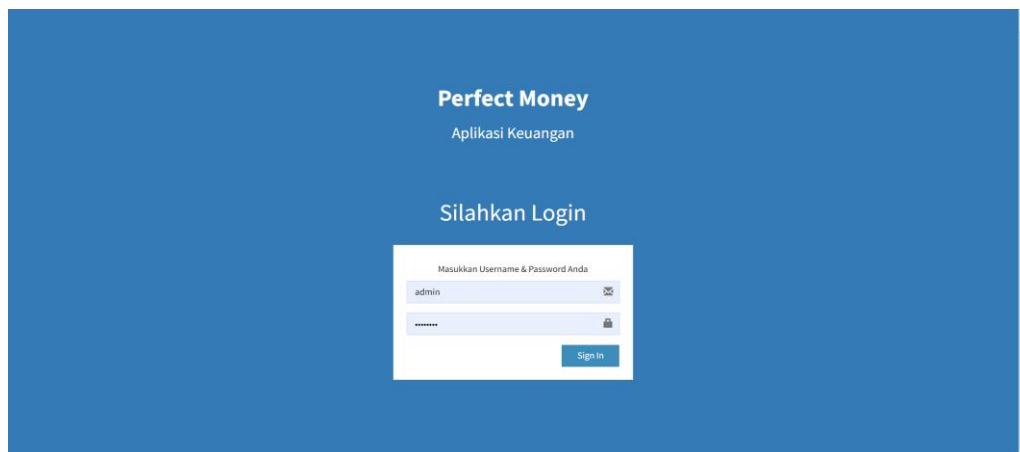 Perfect Money
Aplikasi Keuangan
Silahkan Login
Masukkan Username & Password Anda
admin
••••••••
Sign In